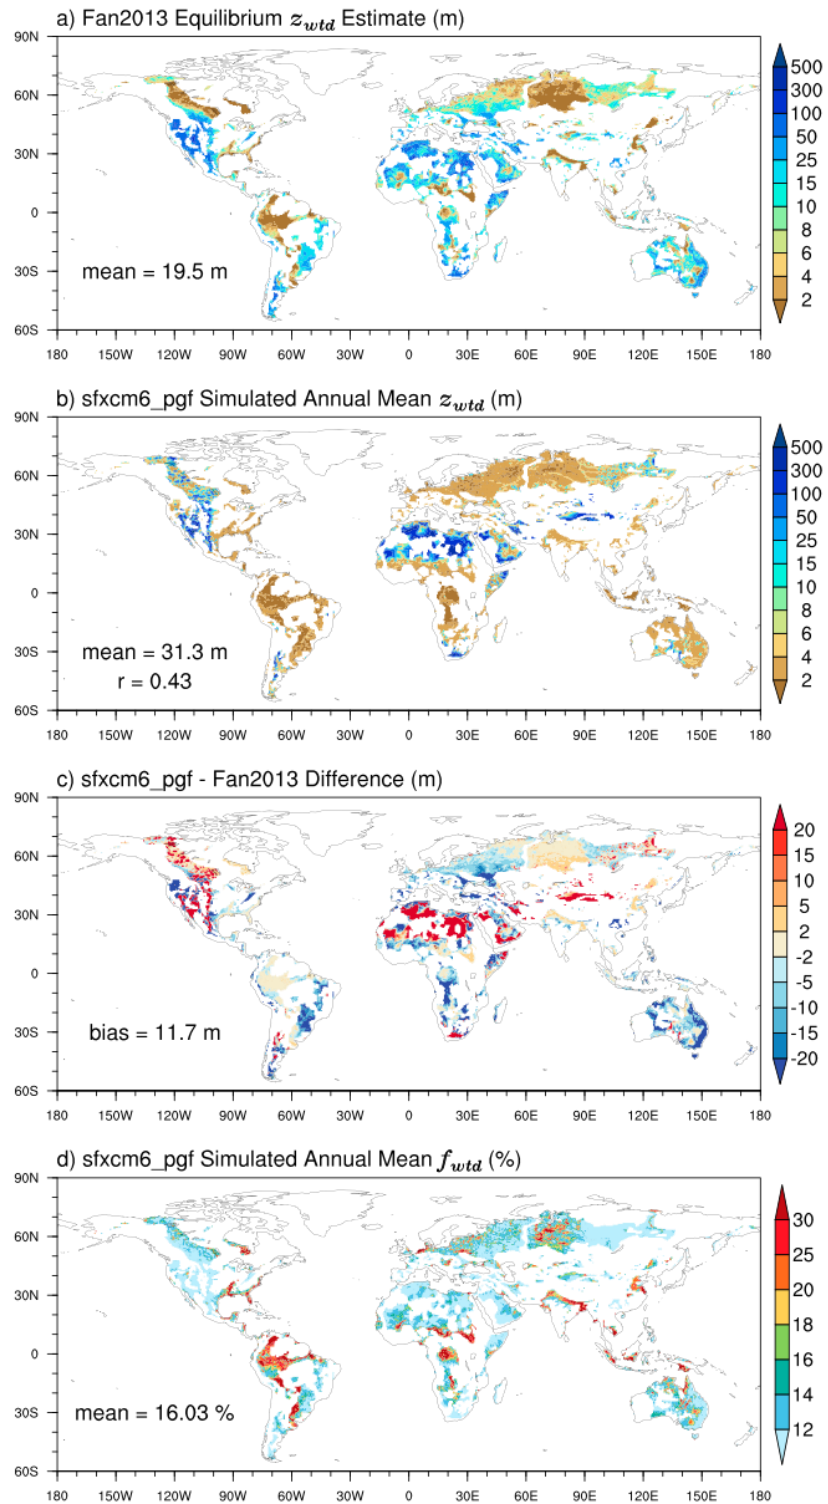 a) Fan2013 Equilibrium z_wtd Estimate (m)
90N
60N
30N
0
30S
60S
mean = 19.5 m
180 150W 120W 90W 60W 30W 0 30E 60E 90E 120E 150E 180
500
300
100
50
25
15
10
8
6
4
2
b) sfxcm6_pgf Simulated Annual Mean z_wtd (m)
90N
60N
30N
0
30S
60S
mean = 31.3 m
r = 0.43
180 150W 120W 90W 60W 30W 0 30E 60E 90E 120E 150E 180
500
300
100
50
25
15
10
8
6
4
2
c) sfxcm6_pgf - Fan2013 Difference (m)
90N
60N
30N
0
30S
60S
bias = 11.7 m
180 150W 120W 90W 60W 30W 0 30E 60E 90E 120E 150E 180
20
15
10
5
2
-2
-5
-10
-15
-20
d) sfxcm6_pgf Simulated Annual Mean f_wtd (%)
90N
60N
30N
0
30S
60S
mean = 16.03 %
180 150W 120W 90W 60W 30W 0 30E 60E 90E 120E 150E 180
30
25
20
18
16
14
12